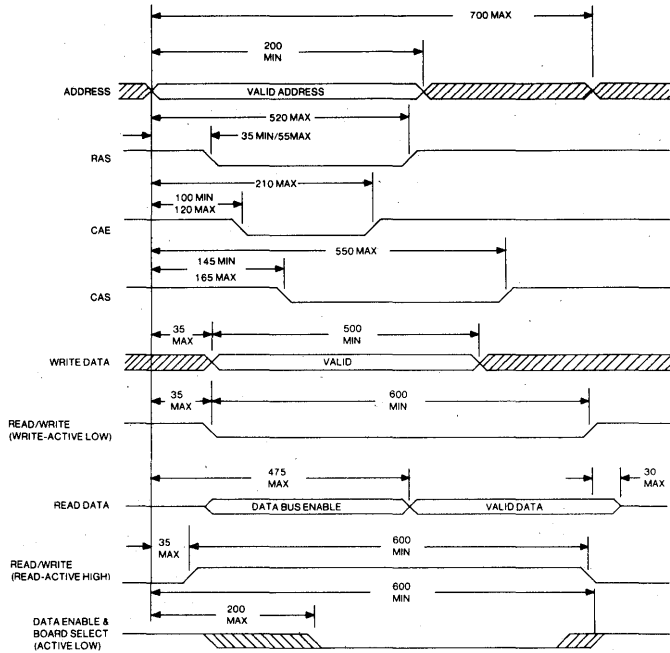 700 MAX
200
MIN
ADDRESS
VALID ADDRESS
520 MAX
35 MIN/55MAX
RAS
210 MAX
100 MIN
120 MAX
CAE
550 MAX
145 MIN
165 MAX
CAS
35
MAX
500
MIN
WRITE DATA
VALID
35
MAX
600
MIN
READ/WRITE
(WRITE-ACTIVE LOW)
475
MAX
30
MAX
READ DATA
DATA BUS ENABLE
VALID DATA
35
MAX
600
MIN
READ/WRITE
(READ-ACTIVE HIGH)
600
MIN
200
MAX
DATA ENABLE &
BOARD SELECT
(ACTIVE LOW)